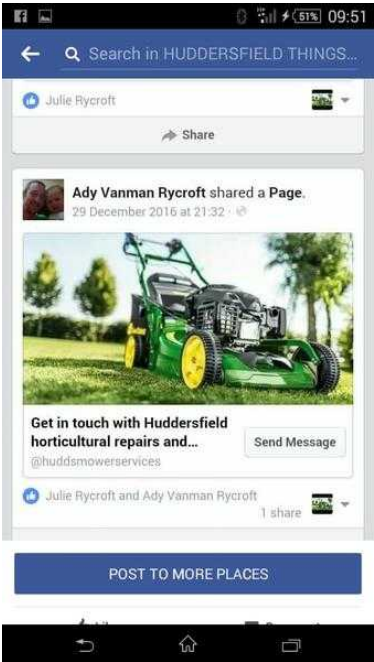 51% 09:51
Search in HUDDERSFIELD THINGS...
Julie Rycroft
Share
Ady Vanman Rycroft shared a Page.
29 December 2016 at 21:32 ·
Get in touch with Huddersfield
horticultural repairs and...
Send Message
@huddsmowerservices
Julie Rycroft and Ady Vanman Rycroft
1 share
POST TO MORE PLACES